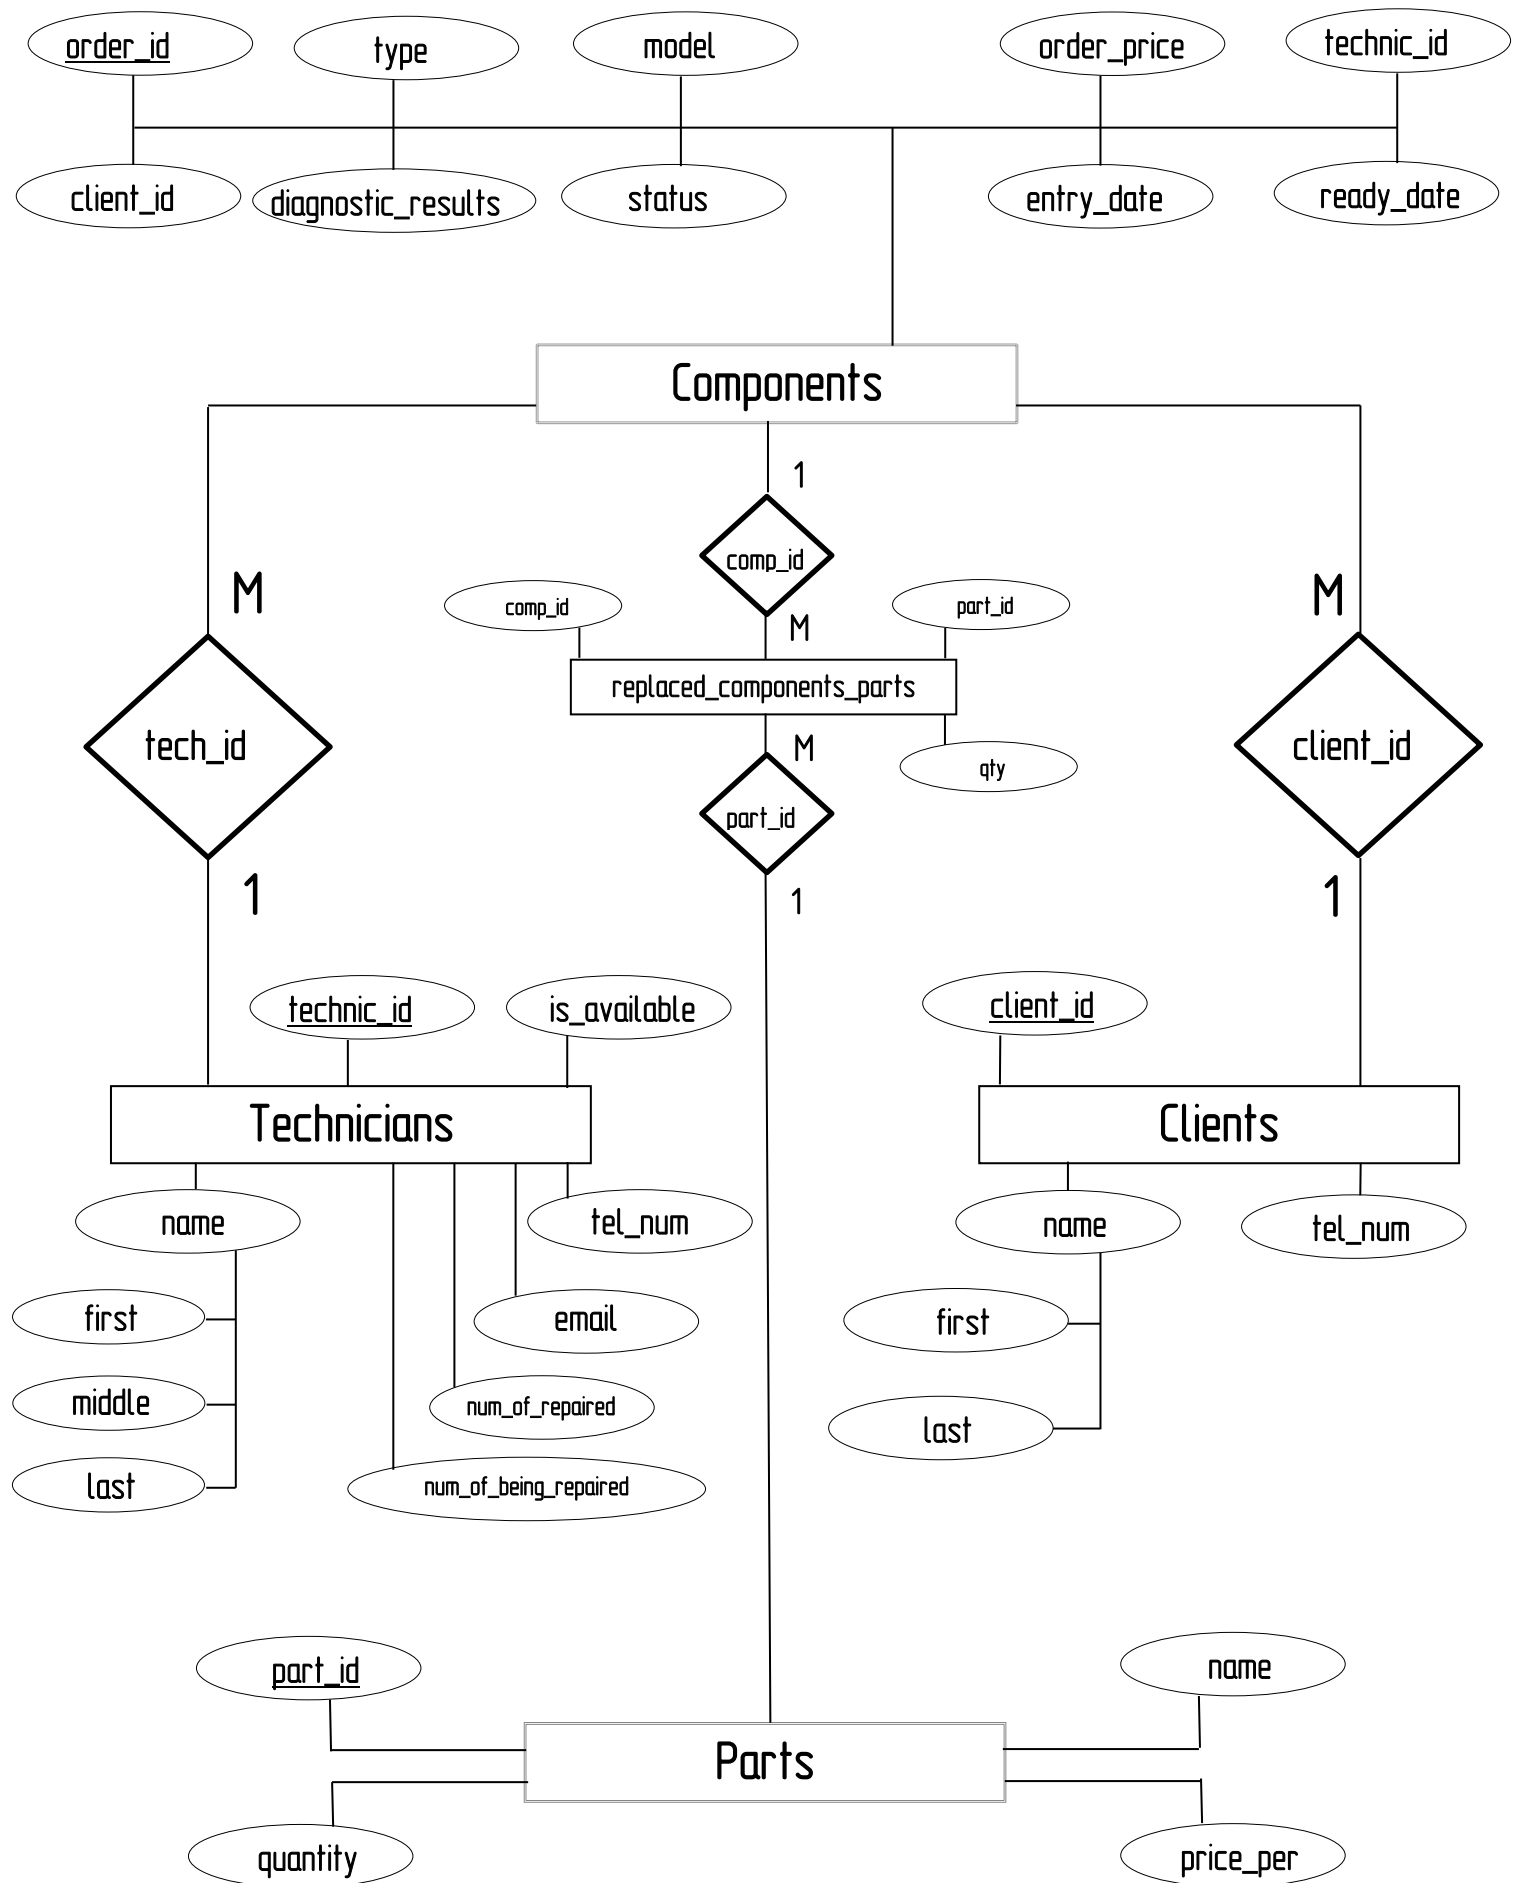 order_id
type
model
order_price
technic_id
client_id
diagnostic_results
status
entry_date
ready_date
Components
1
comp_id
M
M
M
comp_id
part_id
replaced_components_parts
tech_id
M
qty
client_id
part_id
1
1
1
technic_id
is_available
client_id
Technicians
Clients
name
tel_num
name
tel_num
first
email
first
middle
num_of_repaired
last
last
num_of_being_repaired
part_id
name
Parts
quantity
price_per